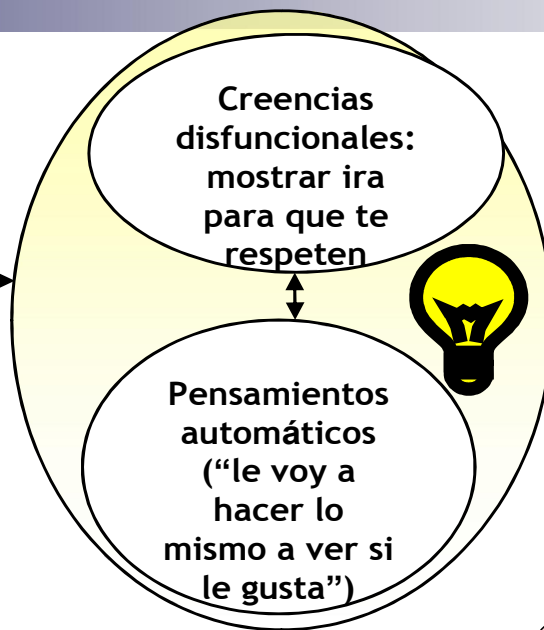 Creencias
disfuncionales:
mostrar ira
para que te
respeten
Pensamientos
automáticos
(“le voy a
hacer lo
mismo a ver si
le gusta”)